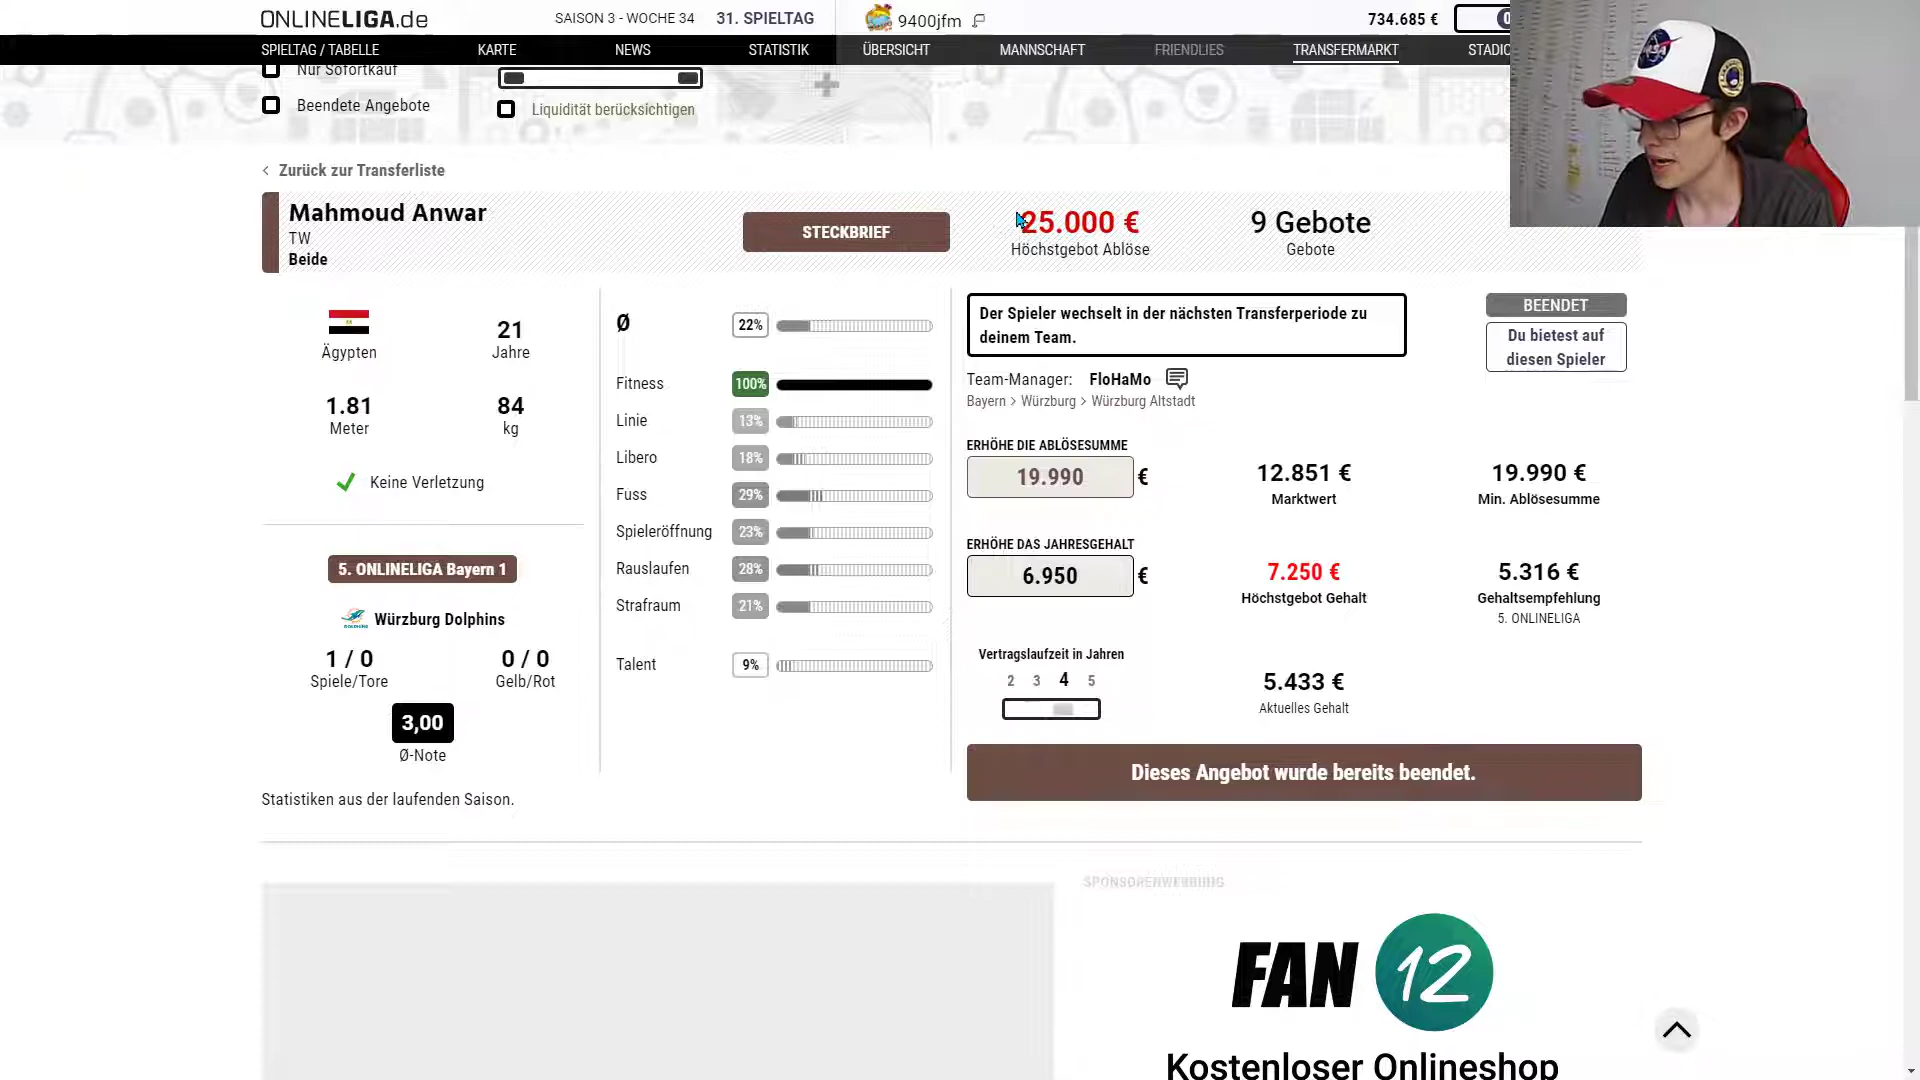 ONLINELIGA.de
SAISON 3 - WOCHE 34
31. SPIELTAG
9400jfm
734.685 €
SPIELTAG / TABELLE
KARTE
NEWS
STATISTIK
ÜBERSICHT
MANNSCHAFT
FRIENDLIES
TRANSFERMARKT
Nur Sofortkauf
Beendete Angebote
Liquidität berücksichtigen
< Zurück zur Transferliste
Mahmoud Anwar
TW
Beide
STECKBRIEF
25.000 €
Höchstgebot Ablöse
9 Gebote
Gebote
Ägypten
21
Jahre
1.81
Meter
84
kg
Keine Verletzung
5. ONLINELIGA Bayern 1
Würzburg Dolphins
1 / 0
Spiele/Tore
0 / 0
Gelb/Rot
3,00
Ø-Note
Statistiken aus der laufenden Saison.
Ø 22%
Fitness 100%
Linie 13%
Libero 18%
Fuss 29%
Spieleröffnung 23%
Rauslaufen 28%
Strafraum 21%
Talent 9%
Der Spieler wechselt in der nächsten Transferperiode zu
deinem Team.
BEENDET
Du bietest auf
diesen Spieler
Team-Manager: FloHaMo
Bayern > Würzburg > Würzburg Altstadt
ERHÖHE DIE ABLÖSESUMME
19.990 €
12.851 €
Marktwert
19.990 €
Min. Ablösesumme
ERHÖHE DAS JAHRESGEHALT
6.950 €
7.250 €
Höchstgebot Gehalt
5.316 €
Gehaltsempfehlung
5. ONLINELIGA
Vertragslaufzeit in Jahren
2 3 4 5
5.433 €
Aktuelles Gehalt
Dieses Angebot wurde bereits beendet.
SPONSORENWERBUNG
FAN 12
Kostenloser Onlineshop